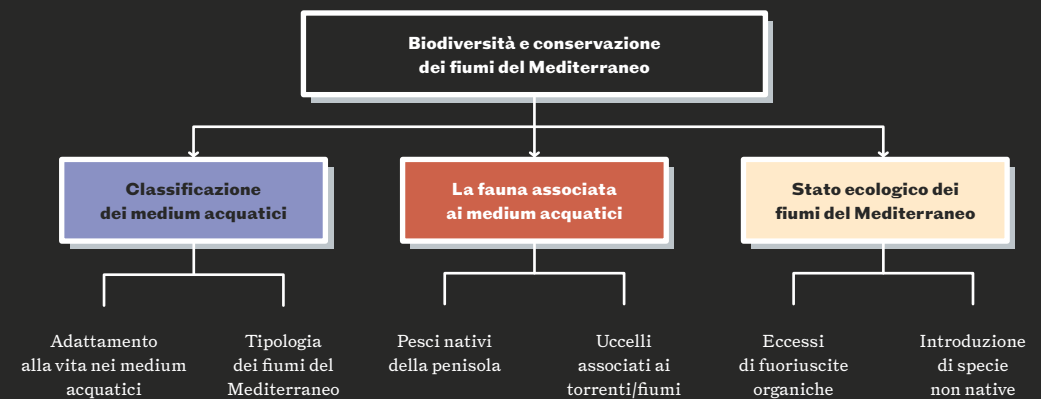 Biodiversità e conservazione
dei fiumi del Mediterraneo
Classificazione
dei medium acquatici
La fauna associata
ai medium acquatici
Stato ecologico dei
fiumi del Mediterraneo
Adattamento
alla vita nei medium
acquatici
Tipologia
dei fiumi del
Mediterraneo
Pesci nativi
della penisola
Uccelli
associati ai
torrenti/fiumi
Eccessi
di fuoriuscite
organiche
Introduzione
di specie
non native